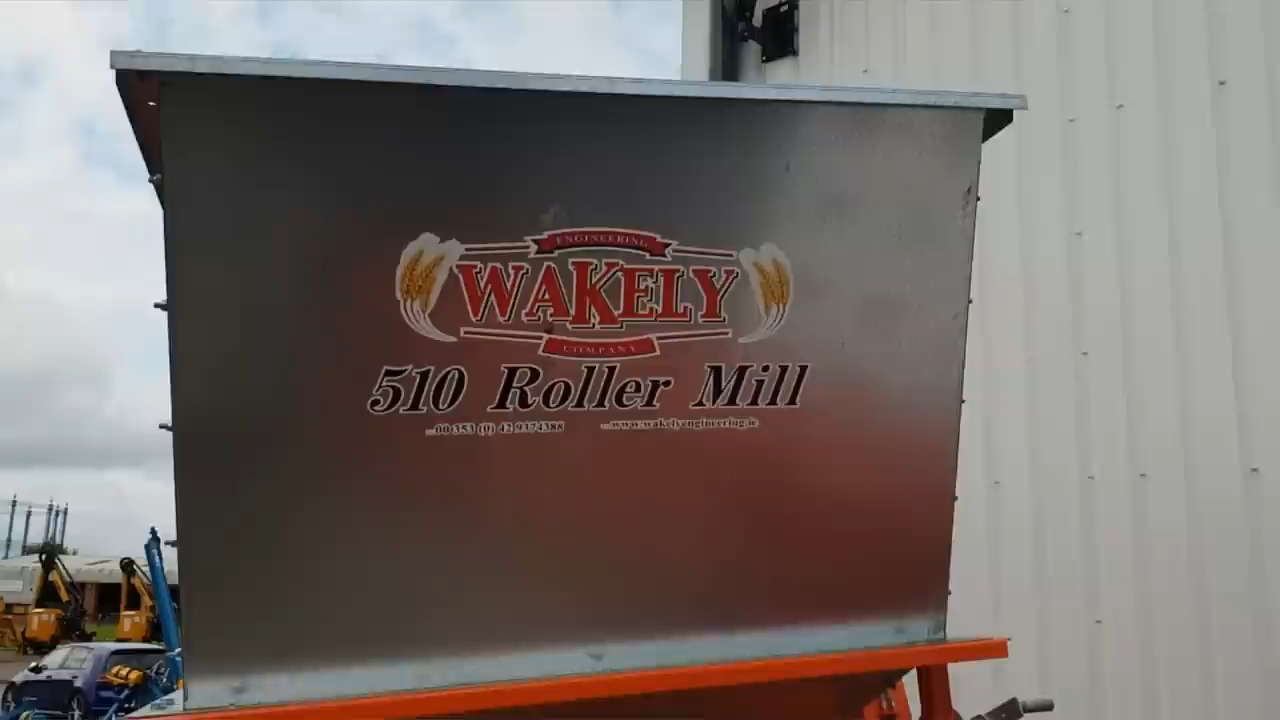 ENGINEERING
WAKELY
COMPANY
510 Roller Mill
...00 353 (0) 42 9374388 ...www.wakelyengineering.ie